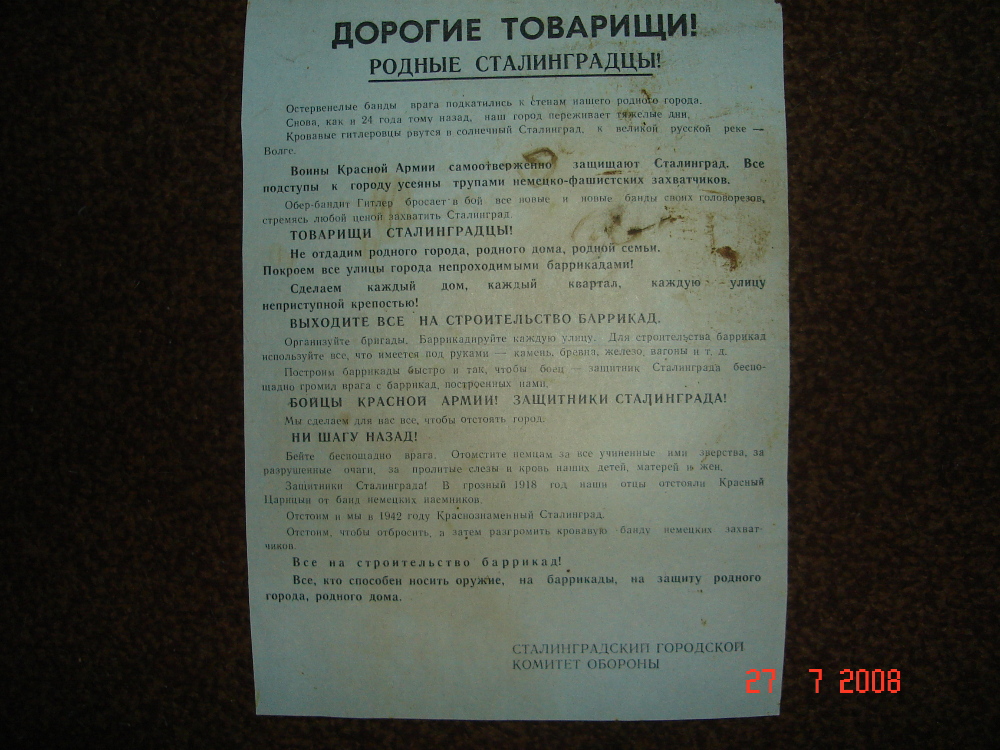 ДОРОГИЕ ТОВАРИЩИ!
РОДНЫЕ СТАЛИНГРАДЦЫ!
Остервенелые банды врага подкатились к стенам нашего родного города.
Снова, как и 24 года тому назад, наш город переживает тяжелые дни.
Кровавые гитлеровцы рвутся в солнечный Сталинград, к великой русской реке —
Волге.
Воины Красной Армии самоотверженно защищают Сталинград. Все
подступы к городу усеяны трупами немецко-фашистских захватчиков.
Обер-бандит Гитлер бросает в бой все новые и новые банды своих головорезов,
стремясь любой ценой захватить Сталинград.
ТОВАРИЩИ СТАЛИНГРАДЦЫ!
Не отдадим родного города, родного дома, родной семьи.
Покроем все улицы города непроходимыми баррикадами!
Сделаем каждый дом, каждый квартал, каждую улицу
неприступной крепостью!
ВЫХОДИТЕ ВСЕ НА СТРОИТЕЛЬСТВО БАРРИКАД.
Организуйте бригады. Баррикадируйте каждую улицу. Для строительства баррикад
используйте все, что имеется под руками — камень, бревна, железо, вагоны и т. д.
Построим баррикады быстро и так, чтобы боец — защитник Сталинграда беспо-
щадно громил врага с баррикад, построенных нами.
БОЙЦЫ КРАСНОЙ АРМИИ! ЗАЩИТНИКИ СТАЛИНГРАДА!
Мы сделаем для вас все, чтобы отстоять город.
НИ ШАГУ НАЗАД!
Бейте беспощадно врага. Отомстите немцам за все учиненные ими зверства, за
разрушенные очаги, за пролитые слезы и кровь наших детей, матерей и жен.
Защитники Сталинграда! В грозный 1918 год наши отцы отстояли Красный
Царицын от банд немецких наемников.
Отстоим и мы в 1942 году Краснознаменный Сталинград.
Отстоим, чтобы отбросить, а затем разгромить кровавую банду немецких захват-
чиков.
Все на строительство баррикад!
Все, кто способен носить оружие, на баррикады, на защиту родного
города, родного дома.
СТАЛИНГРАДСКИЙ ГОРОДСКОЙ
КОМИТЕТ ОБОРОНЫ
27 7 2008